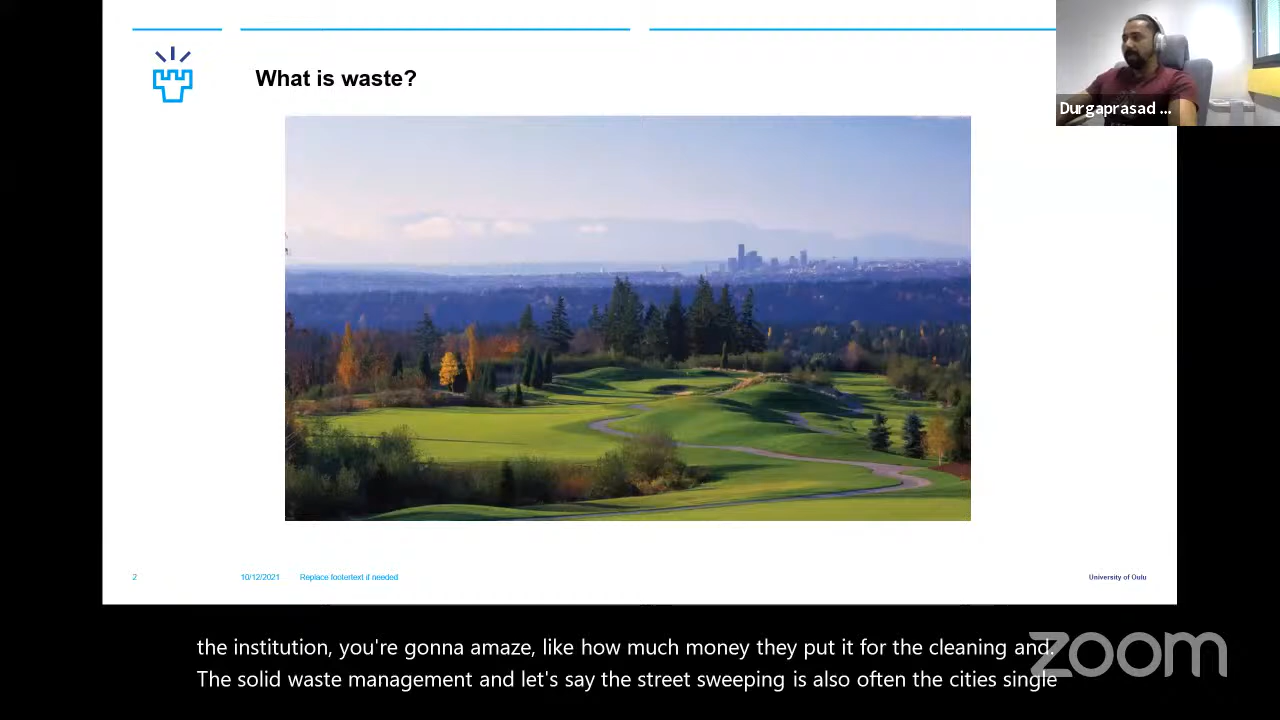 What is waste?
Durgaprasad ...
2
10/12/2021
Replace footertext if needed
University of Oulu
the institution, you're gonna amaze, like how much money they put it for the cleaning and.
The solid waste management and let's say the street sweeping is also often the cities single
zoom